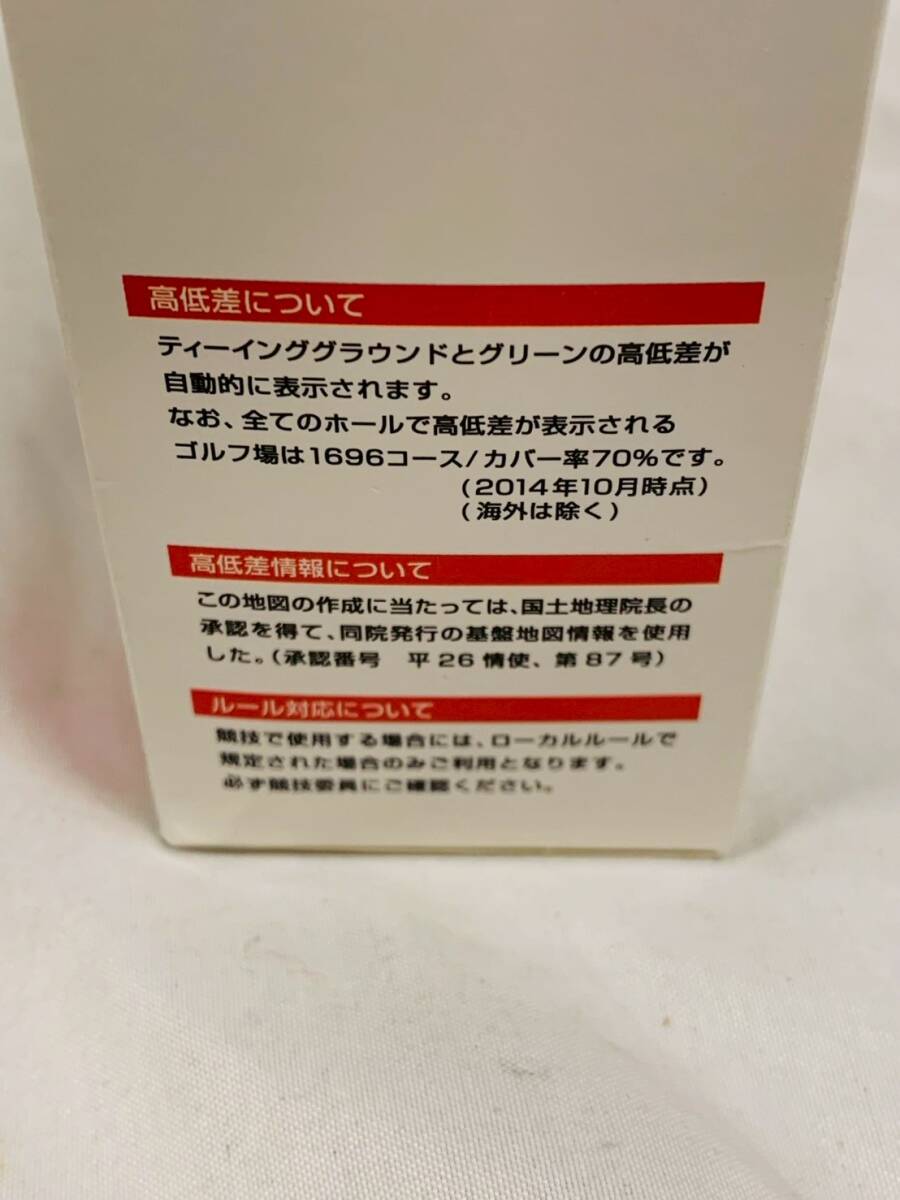 高低差について
ティーインググラウンドとグリーンの高低差が
自動的に表示されます。
なお、全てのホールで高低差が表示される
ゴルフ場は1696コース/カバー率70%です。
(2014年10月時点)
(海外は除く)
高低差情報について
この地図の作成に当たっては、国土地理院長の
承認を得て、同院発行の基盤地図情報を使用
した。(承認番号　平26情使、第87号)
ルール対応について
競技で使用する場合には、ローカルルールで
規定された場合のみご利用となります。
必ず競技委員にご確認ください。